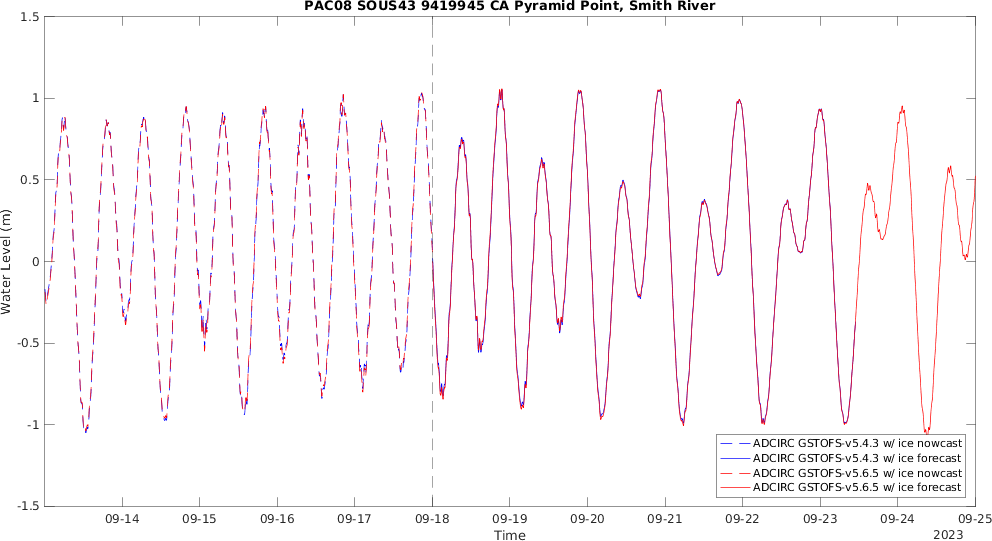 PAC08 SOUS43 9419945 CA Pyramid Point, Smith River
1.5
1
0.5
0
-0.5
-1
-1.5
Water Level (m)
09-14 09-15 09-16 09-17 09-18 09-19 09-20 09-21 09-22 09-23 09-24 09-25
Time
2023
ADCIRC GSTOFS-v5.4.3 w/ ice nowcast
ADCIRC GSTOFS-v5.4.3 w/ ice forecast
ADCIRC GSTOFS-v5.6.5 w/ ice nowcast
ADCIRC GSTOFS-v5.6.5 w/ ice forecast